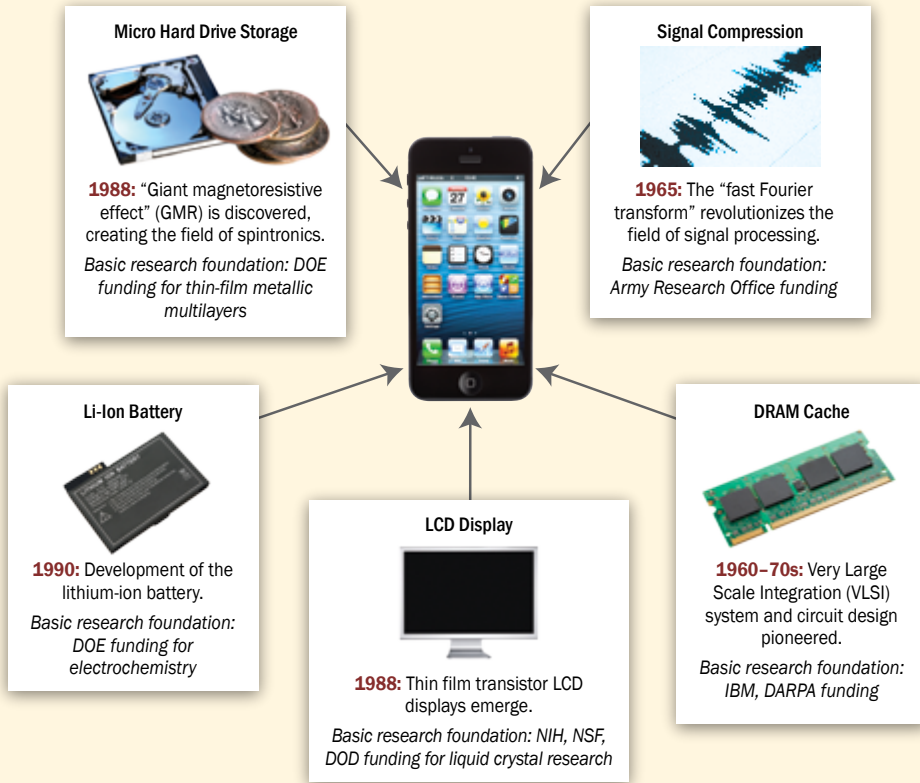 Micro Hard Drive Storage
1988: “Giant magnetoresistive
effect” (GMR) is discovered,
creating the field of spintronics.
Basic research foundation: DOE
funding for thin-film metallic
multilayers
Signal Compression
1965: The “fast Fourier
transform” revolutionizes the
field of signal processing.
Basic research foundation:
Army Research Office funding
27
Li-Ion Battery
LITHIUM ION BATTERY
1990: Development of the
lithium-ion battery.
Basic research foundation:
DOE funding for
electrochemistry
LCD Display
1988: Thin film transistor LCD
displays emerge.
Basic research foundation: NIH, NSF,
DOD funding for liquid crystal research
DRAM Cache
1960–70s: Very Large
Scale Integration (VLSI)
system and circuit design
pioneered.
Basic research foundation:
IBM, DARPA funding